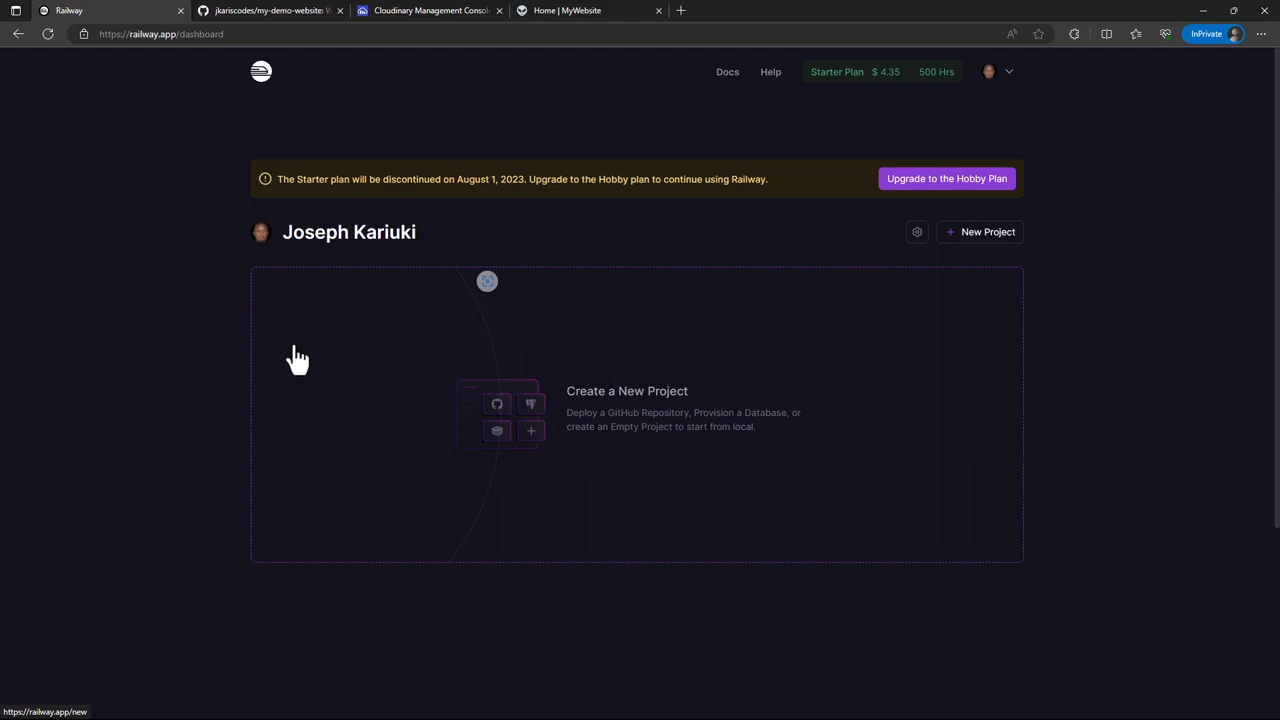 Railway
jkariscodes/my-demo-website: W
Cloudinary Management Consol
Home | MyWebsite
https://railway.app/dashboard
InPrivate
Docs
Help
Starter Plan $ 4.35 500 Hrs
The Starter plan will be discontinued on August 1, 2023. Upgrade to the Hobby plan to continue using Railway.
Upgrade to the Hobby Plan
Joseph Kariuki
New Project
Create a New Project
Deploy a GitHub Repository, Provision a Database, or
create an Empty Project to start from local.
https://railway.app/new